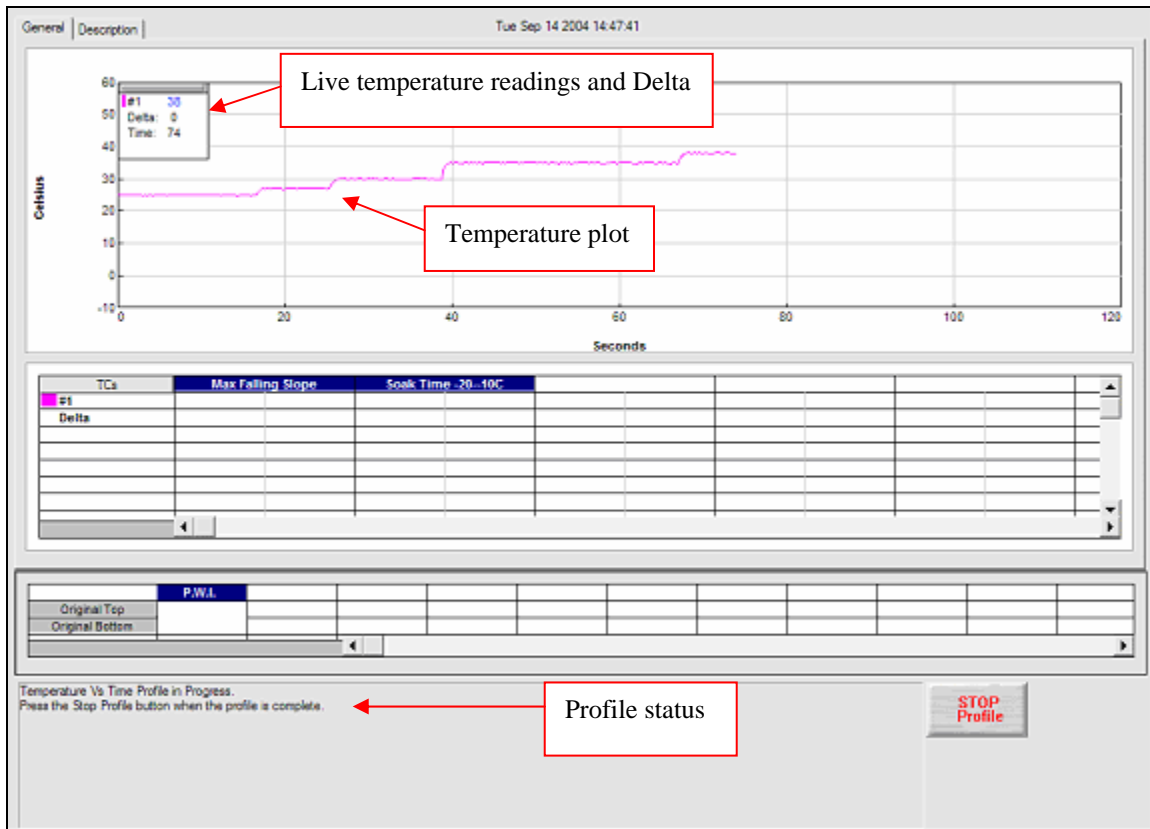 General Description Tue Sep 14 2004 14:47:41
Live temperature readings and Delta
#1 38
Delta: 0
Time: 74
60
50
40
30
20
10
0
-10
Celsius
Temperature plot
0 20 40 60 80 100 120
Seconds
TCs Max Falling Slope Soak Time -20--10C
#1
Delta
P.W.I.
Original Top
Original Bottom
Temperature Vs Time Profile in Progress.
Press the Stop Profile button when the profile is complete.
Profile status
STOP
Profile